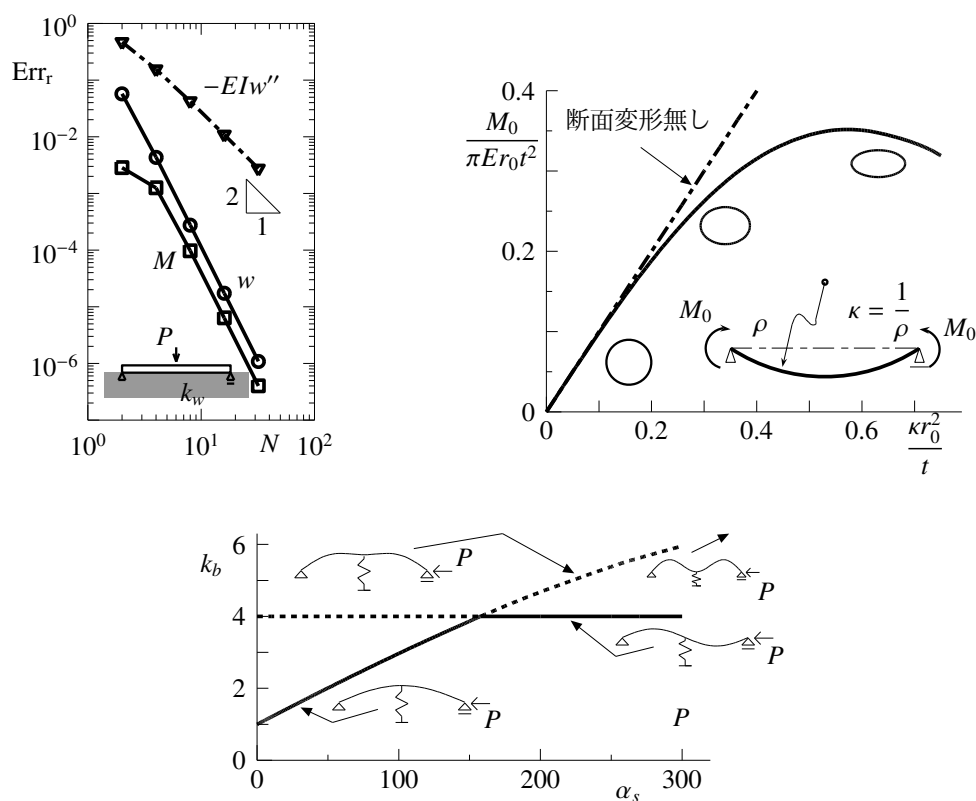 10^0
Err_r
10^{-2}
10^{-4}
10^{-6}
-EIw''
2
1
M
w
P
k_w
10^0
10^1
N
10^2
0.4
M_0
πEr_0t^2
断面変形無し
0.2
M_0
ρ
κ = 1
ρ
M_0
0
0
0.2
0.4
0.6
κr_0^2
t
6
k_b
4
2
0
P
P
P
P
P
0
100
200
300
α_s